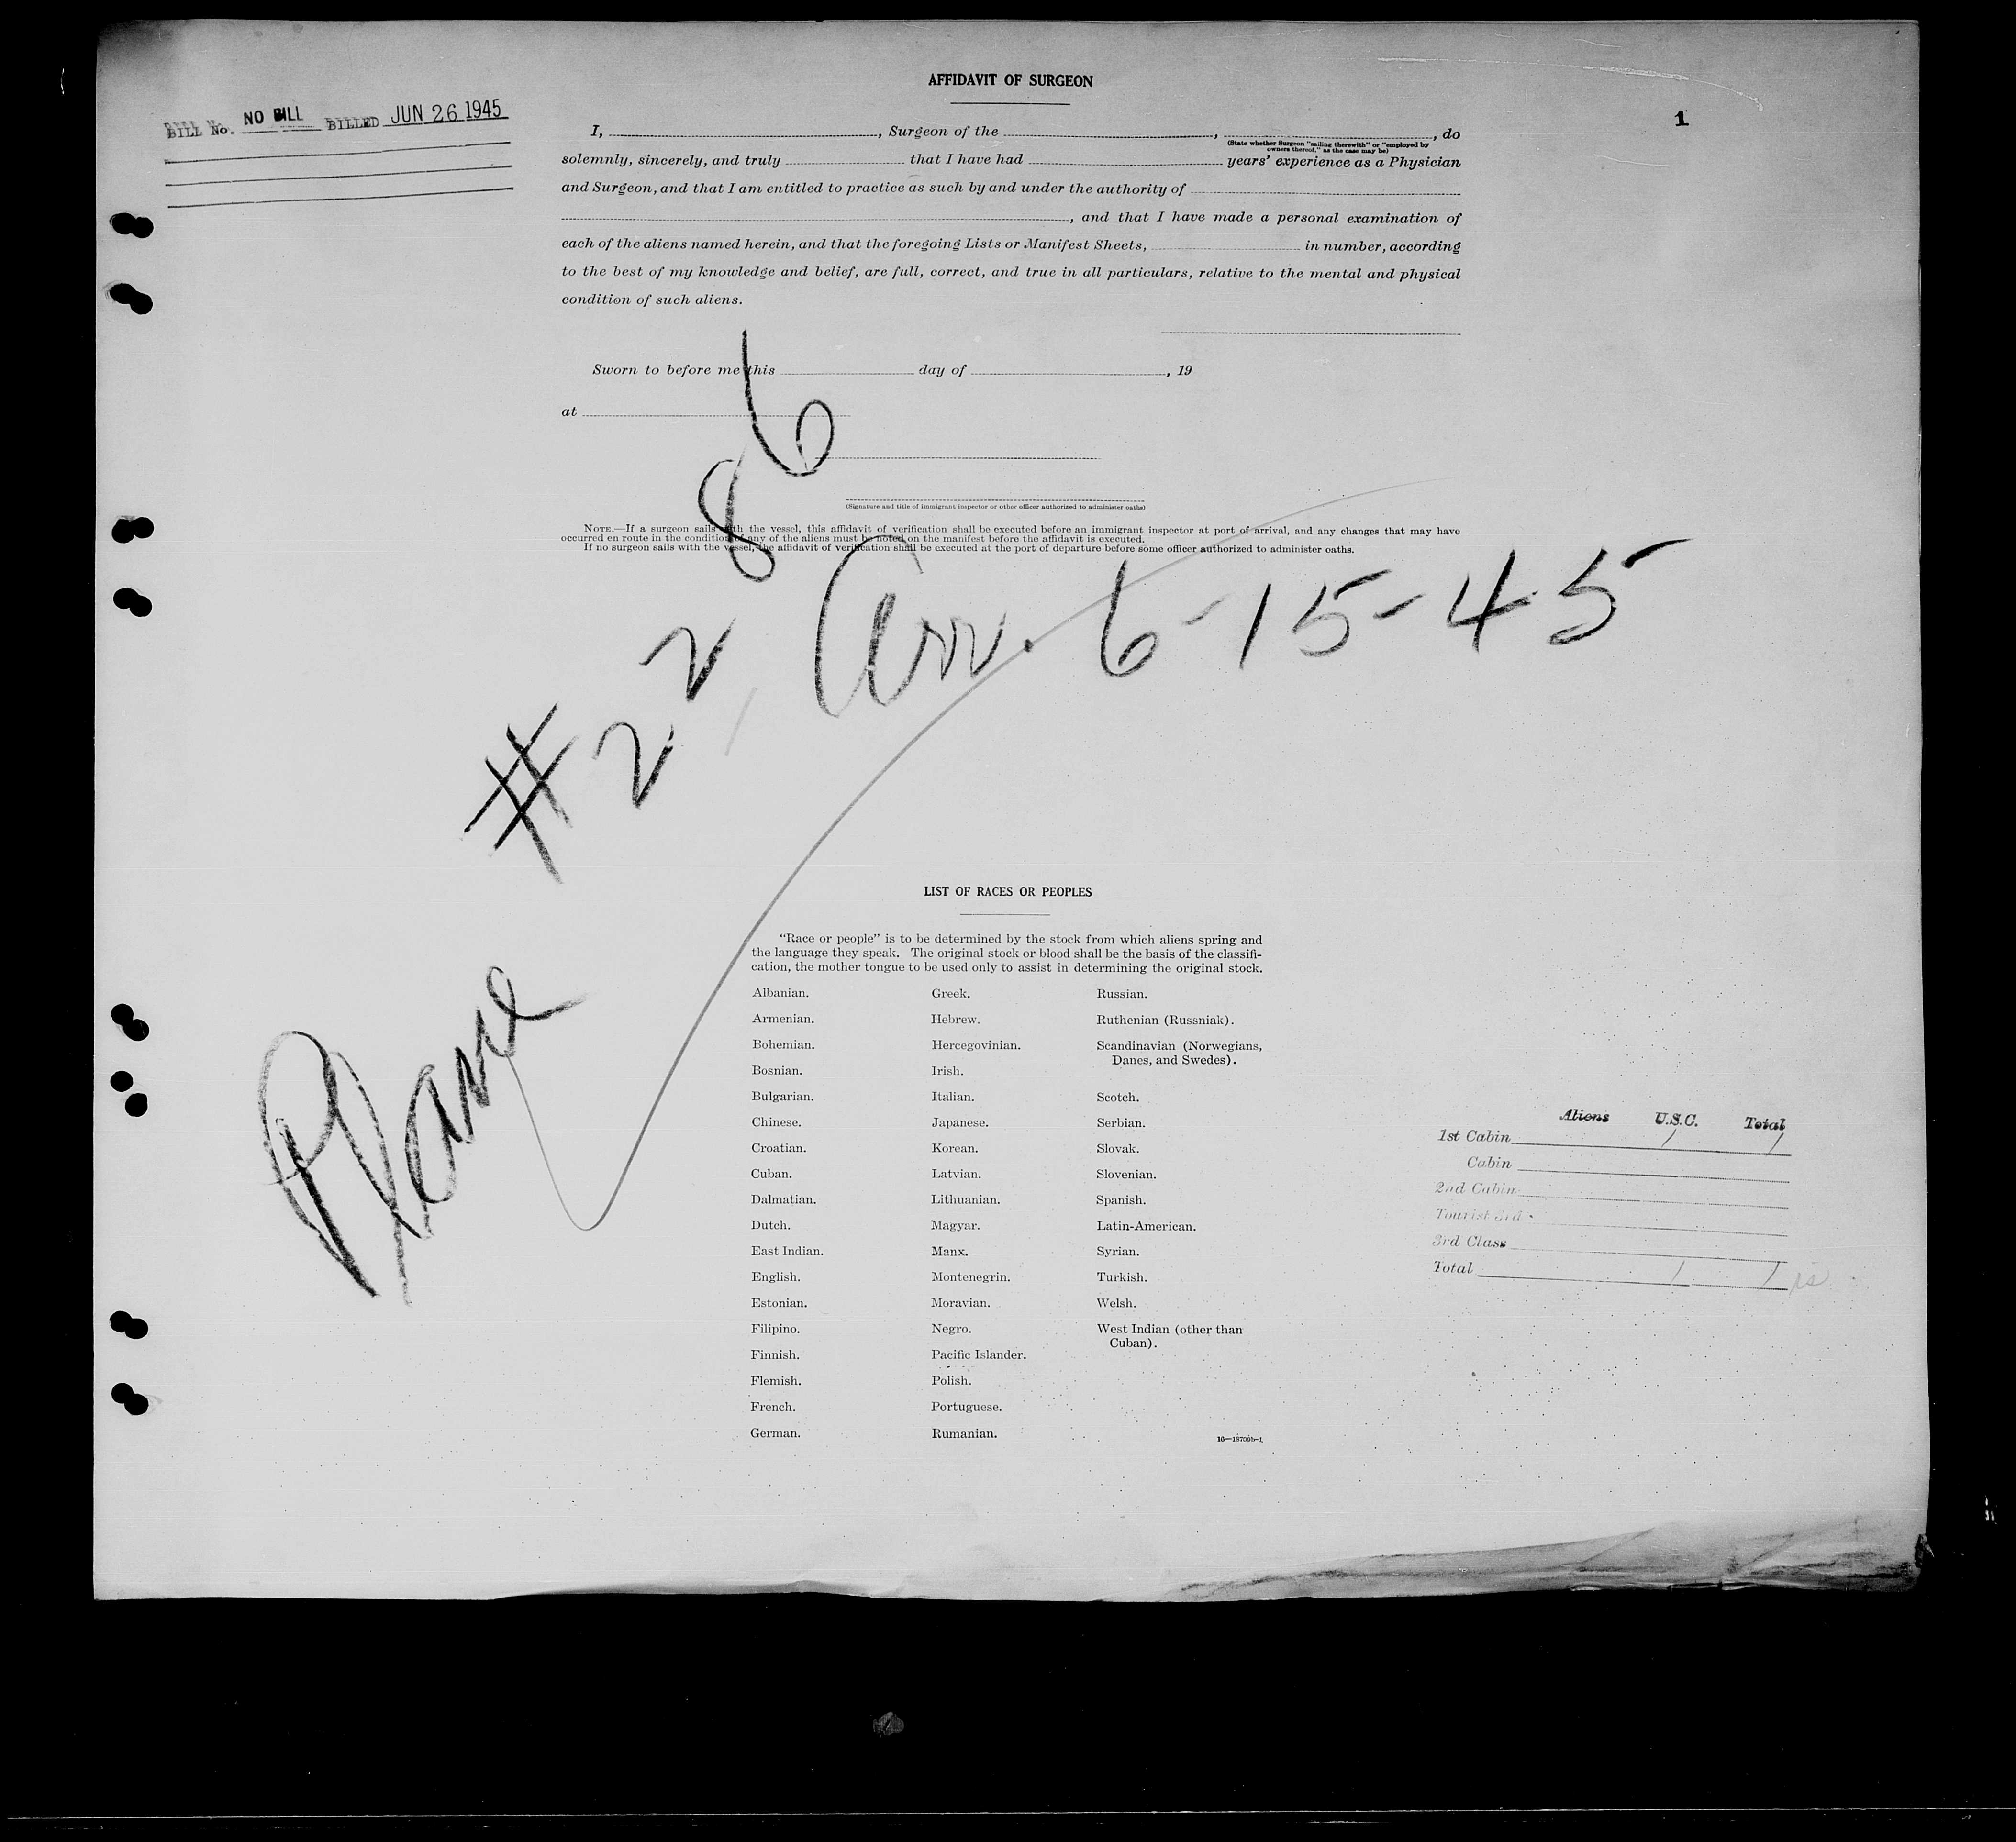 AFFIDAVIT OF SURGEON
BILL No. NO BILL BILLED JUN 26 1945
1
I, , Surgeon of the , , do
(State whether Surgeon "sailing therewith" or "employed by
owners thereof," as the case may be)
solemnly, sincerely, and truly that I have had years' experience as a Physician
and Surgeon, and that I am entitled to practice as such by and under the authority of
, and that I have made a personal examination of
each of the aliens named herein, and that the foregoing Lists or Manifest Sheets, in number, according
to the best of my knowledge and belief, are full, correct, and true in all particulars, relative to the mental and physical
condition of such aliens.
Sworn to before me this day of , 19
at
(Signature and title of immigrant inspector or other officer authorized to administer oaths)
NOTE.—If a surgeon sails with the vessel, this affidavit of verification shall be executed before an immigrant inspector at port of arrival, and any changes that may have
occurred en route in the condition of any of the aliens must be noted on the manifest before the affidavit is executed.
If no surgeon sails with the vessel, the affidavit of verification shall be executed at the port of departure before some officer authorized to administer oaths.
Plane #2286
Arr. 6-15-45
LIST OF RACES OR PEOPLES
"Race or people" is to be determined by the stock from which aliens spring and
the language they speak. The original stock or blood shall be the basis of the classifi-
cation, the mother tongue to be used only to assist in determining the original stock.
Albanian. Greek. Russian.
Armenian. Hebrew. Ruthenian (Russniak).
Bohemian. Hercegovinian. Scandinavian (Norwegians,
Danes, and Swedes).
Bosnian. Irish.
Bulgarian. Italian. Scotch.
Chinese. Japanese. Serbian.
Croatian. Korean. Slovak.
Cuban. Latvian. Slovenian.
Dalmatian. Lithuanian. Spanish.
Dutch. Magyar. Latin-American.
East Indian. Manx. Syrian.
English. Montenegrin. Turkish.
Estonian. Moravian. Welsh.
Filipino. Negro. West Indian (other than
Cuban).
Finnish. Pacific Islander.
Flemish. Polish.
French. Portuguese.
German. Rumanian.
Aliens U.S.C. Total
1st Cabin 1 1
Cabin
2nd Cabin
Tourist 3rd
3rd Class
Total 1 1